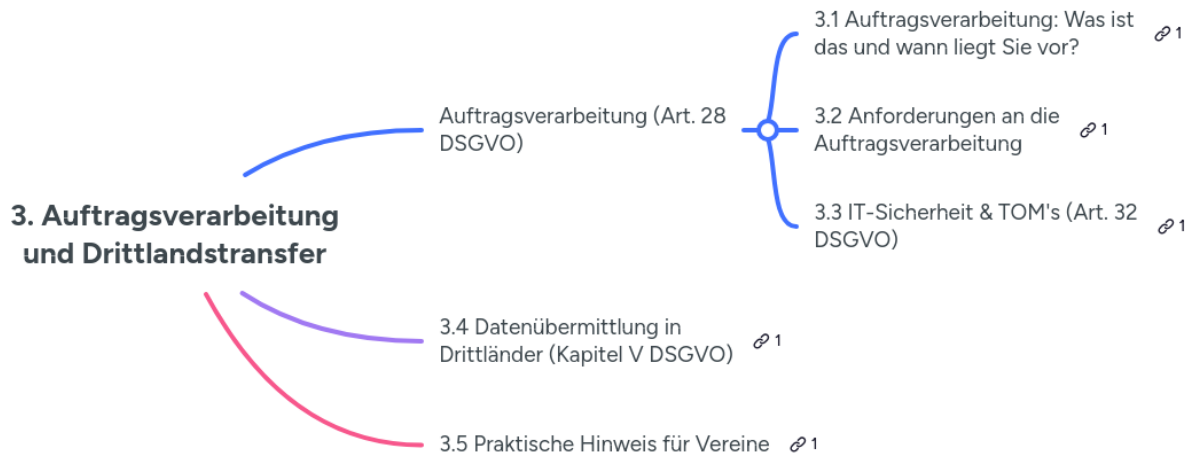 3. Auftragsverarbeitung
und Drittlandstransfer
Auftragsverarbeitung (Art. 28
DSGVO)
3.1 Auftragsverarbeitung: Was ist
das und wann liegt Sie vor?
1
3.2 Anforderungen an die
Auftragsverarbeitung
1
3.3 IT-Sicherheit & TOM's (Art. 32
DSGVO)
1
3.4 Datenübermittlung in
Drittländer (Kapitel V DSGVO)
1
3.5 Praktische Hinweis für Vereine
1